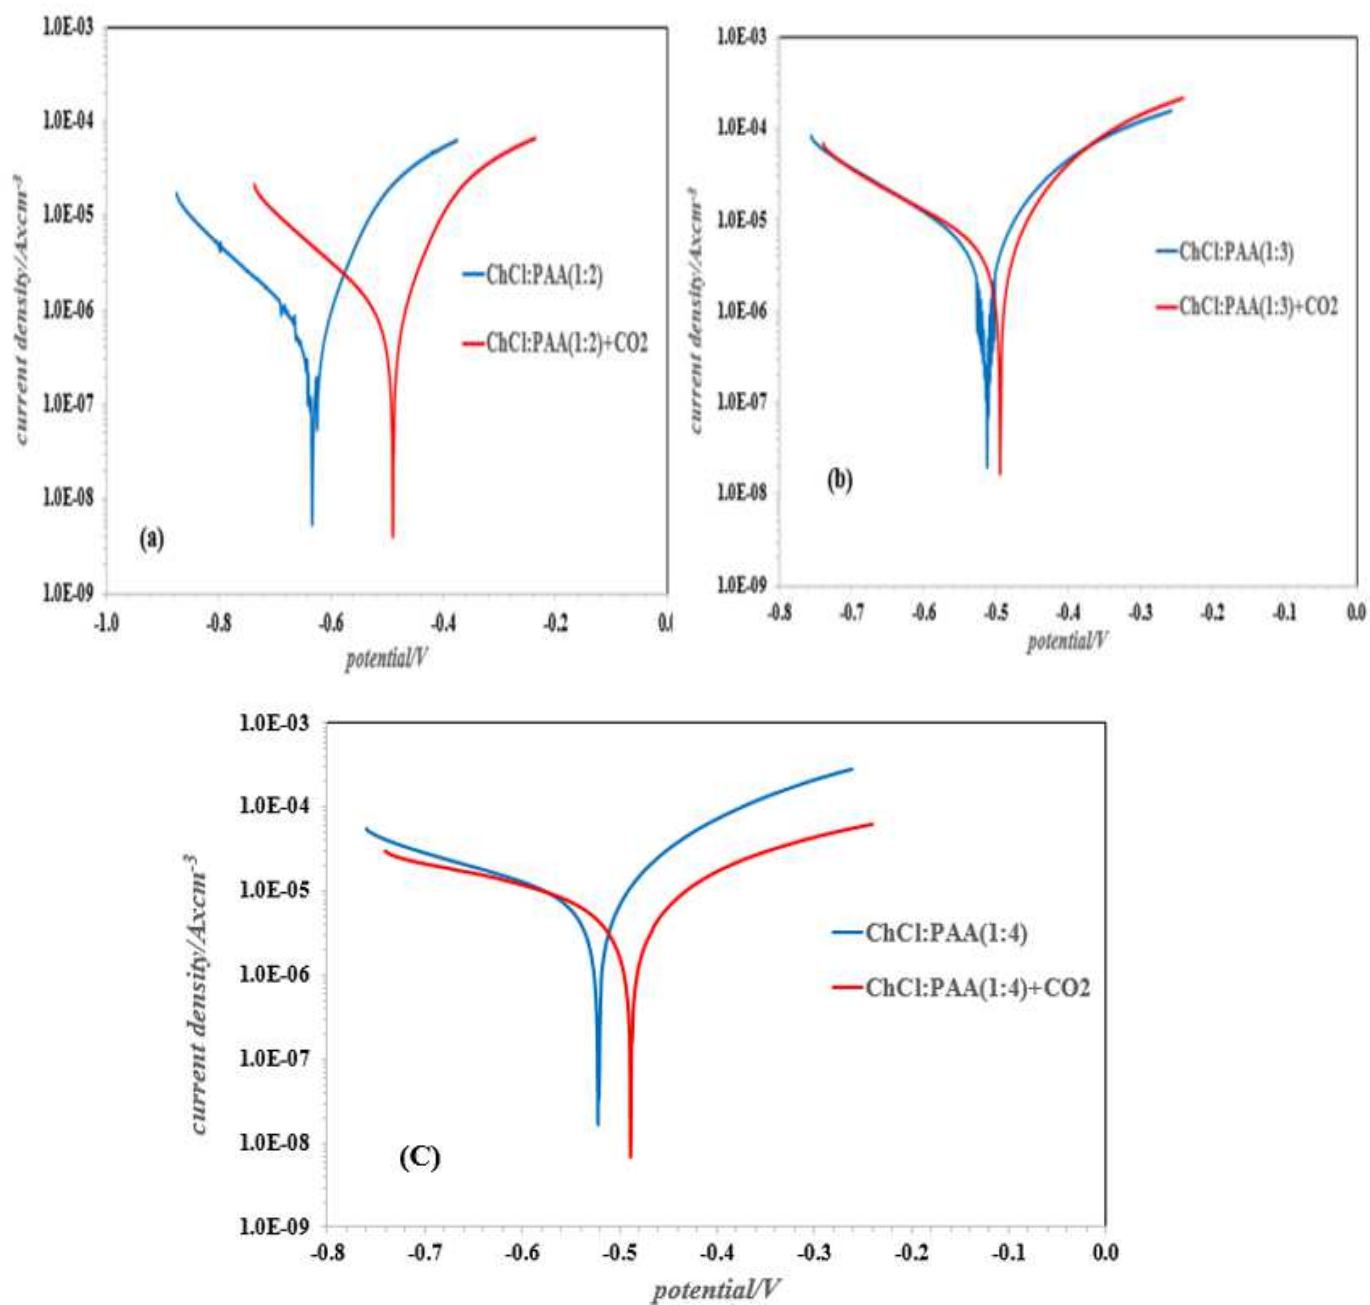 1.0E-03
1.0E-04
1.0E-05
1.0E-06
1.0E-07
1.0E-08
1.0E-09
current density/Axcm-3
-1.0
-0.8
-0.6
-0.4
-0.2
0.0
potential/V
ChCl:PAA(1:2)
ChCl:PAA(1:2)+CO2
(a)
1.0E-03
1.0E-04
1.0E-05
1.0E-06
1.0E-07
1.0E-08
1.0E-09
current density/Axcm-3
-0.8
-0.7
-0.6
-0.5
-0.4
-0.3
-0.2
-0.1
0.0
potential/V
ChCl:PAA(1:3)
ChCl:PAA(1:3)+CO2
(b)
1.0E-03
1.0E-04
1.0E-05
1.0E-06
1.0E-07
1.0E-08
1.0E-09
current density/Axcm-3
-0.8
-0.7
-0.6
-0.5
-0.4
-0.3
-0.2
-0.1
0.0
potential/V
ChCl:PAA(1:4)
ChCl:PAA(1:4)+CO2
(C)